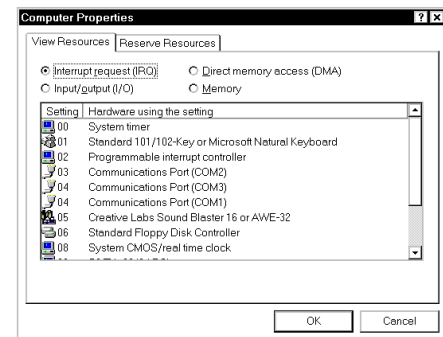 Computer Properties
View Resources Reserve Resources
Interrupt request (IRQ) Direct memory access (DMA)
Input/output (I/O) Memory
Setting Hardware using the setting
00 System timer
01 Standard 101/102-Key or Microsoft Natural Keyboard
02 Programmable interrupt controller
03 Communications Port (COM2)
04 Communications Port (COM3)
04 Communications Port (COM1)
05 Creative Labs Sound Blaster 16 or AWE-32
06 Standard Floppy Disk Controller
08 System CMOS/real time clock
OK Cancel